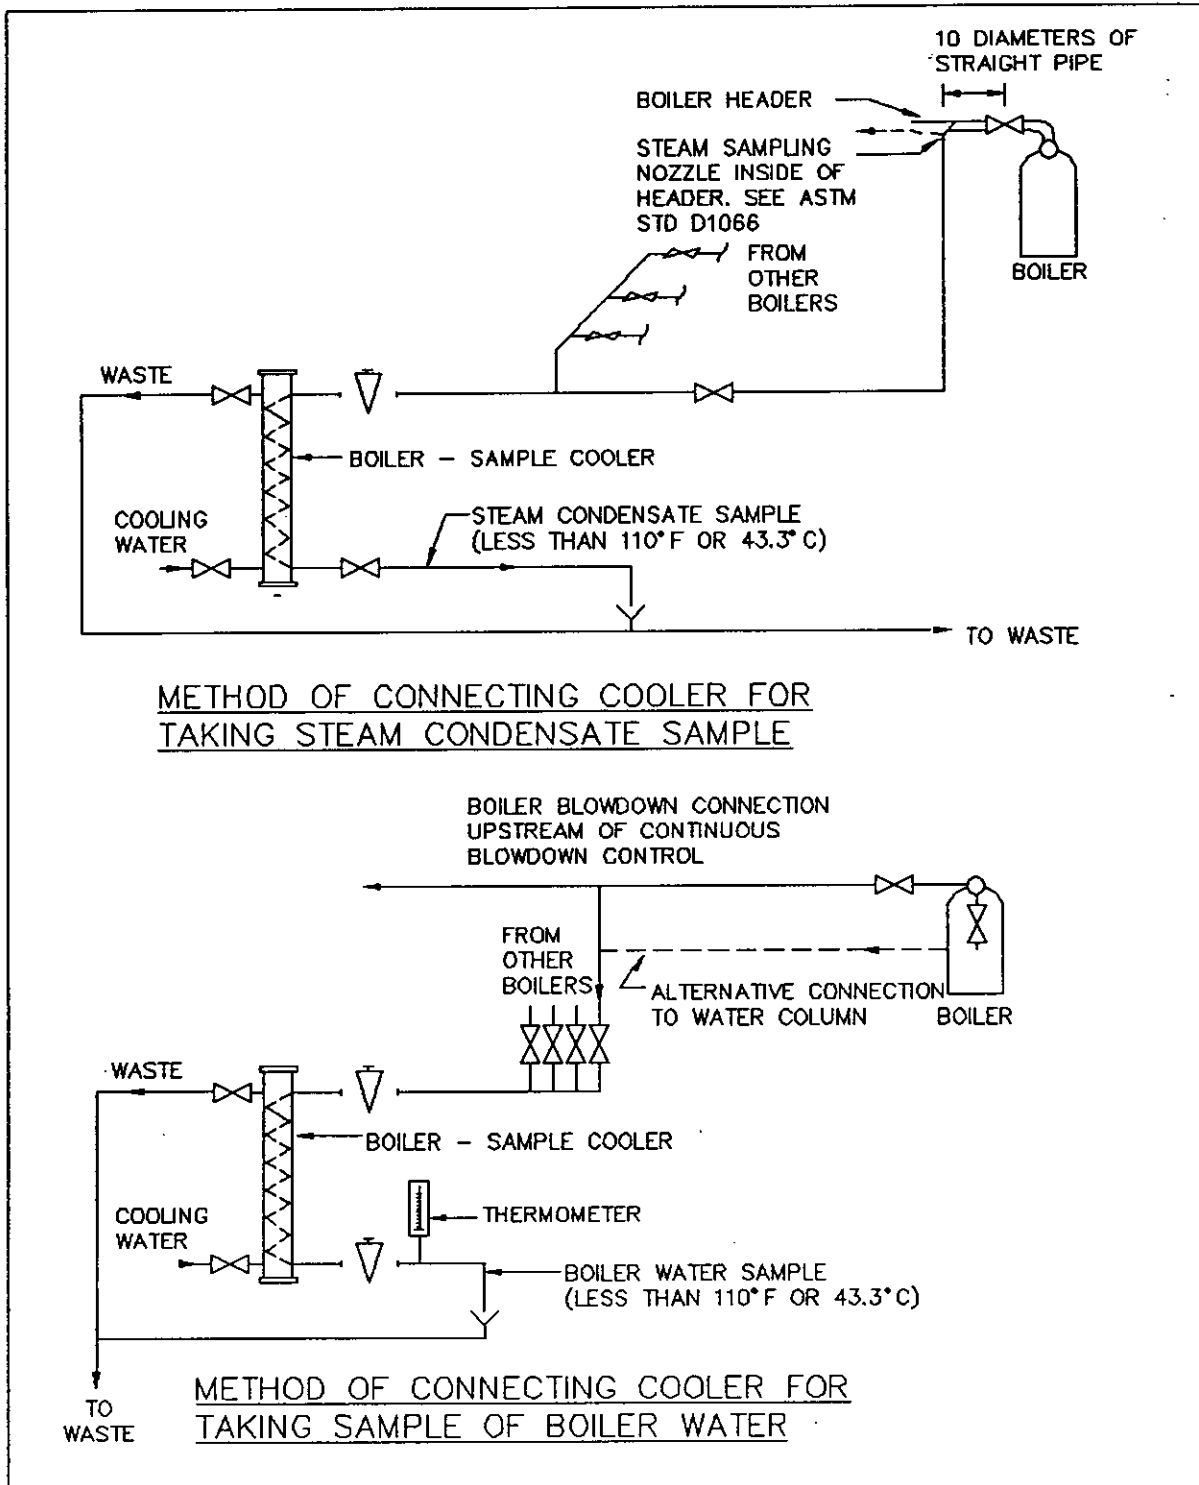 10 DIAMETERS OF
STRAIGHT PIPE
BOILER HEADER
STEAM SAMPLING
NOZZLE INSIDE OF
HEADER. SEE ASTM
STD D1066
FROM
OTHER
BOILERS
BOILER
WASTE
BOILER – SAMPLE COOLER
COOLING
WATER
STEAM CONDENSATE SAMPLE
(LESS THAN 110°F OR 43.3°C)
TO WASTE
METHOD OF CONNECTING COOLER FOR
TAKING STEAM CONDENSATE SAMPLE
BOILER BLOWDOWN CONNECTION
UPSTREAM OF CONTINUOUS
BLOWDOWN CONTROL
FROM
OTHER
BOILERS
ALTERNATIVE CONNECTION
TO WATER COLUMN
BOILER
WASTE
BOILER – SAMPLE COOLER
THERMOMETER
COOLING
WATER
BOILER WATER SAMPLE
(LESS THAN 110°F OR 43.3°C)
TO
WASTE
METHOD OF CONNECTING COOLER FOR
TAKING SAMPLE OF BOILER WATER